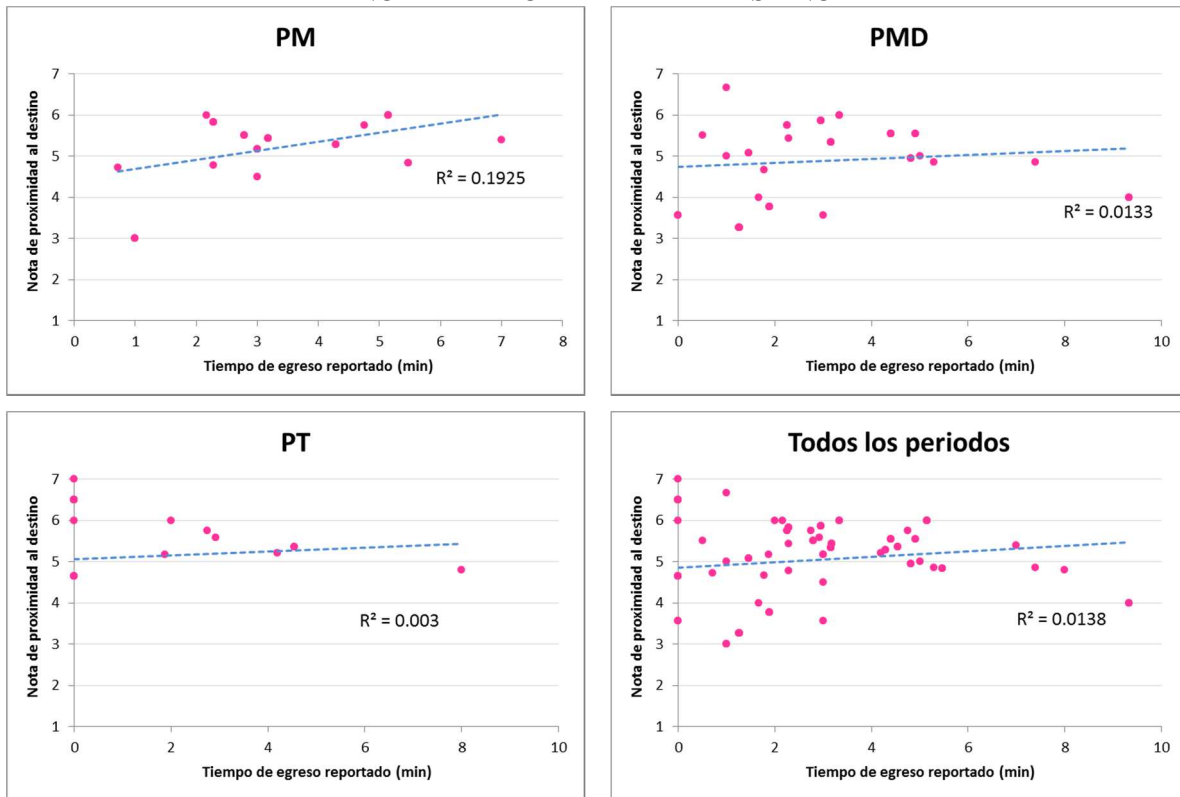 PM
7
6
5
4
3
2
1
Nota de proximidad al destino
R² = 0.1925
0 1 2 3 4 5 6 7 8
Tiempo de egreso reportado (min)
PMD
7
6
5
4
3
2
1
Nota de proximidad al destino
R² = 0.0133
0 2 4 6 8 10
Tiempo de egreso reportado (min)
PT
7
6
5
4
3
2
1
Nota de proximidad al destino
R² = 0.003
0 2 4 6 8 10
Tiempo de egreso reportado (min)
Todos los periodos
7
6
5
4
3
2
1
Nota de proximidad al destino
R² = 0.0138
0 2 4 6 8 10
Tiempo de egreso reportado (min)